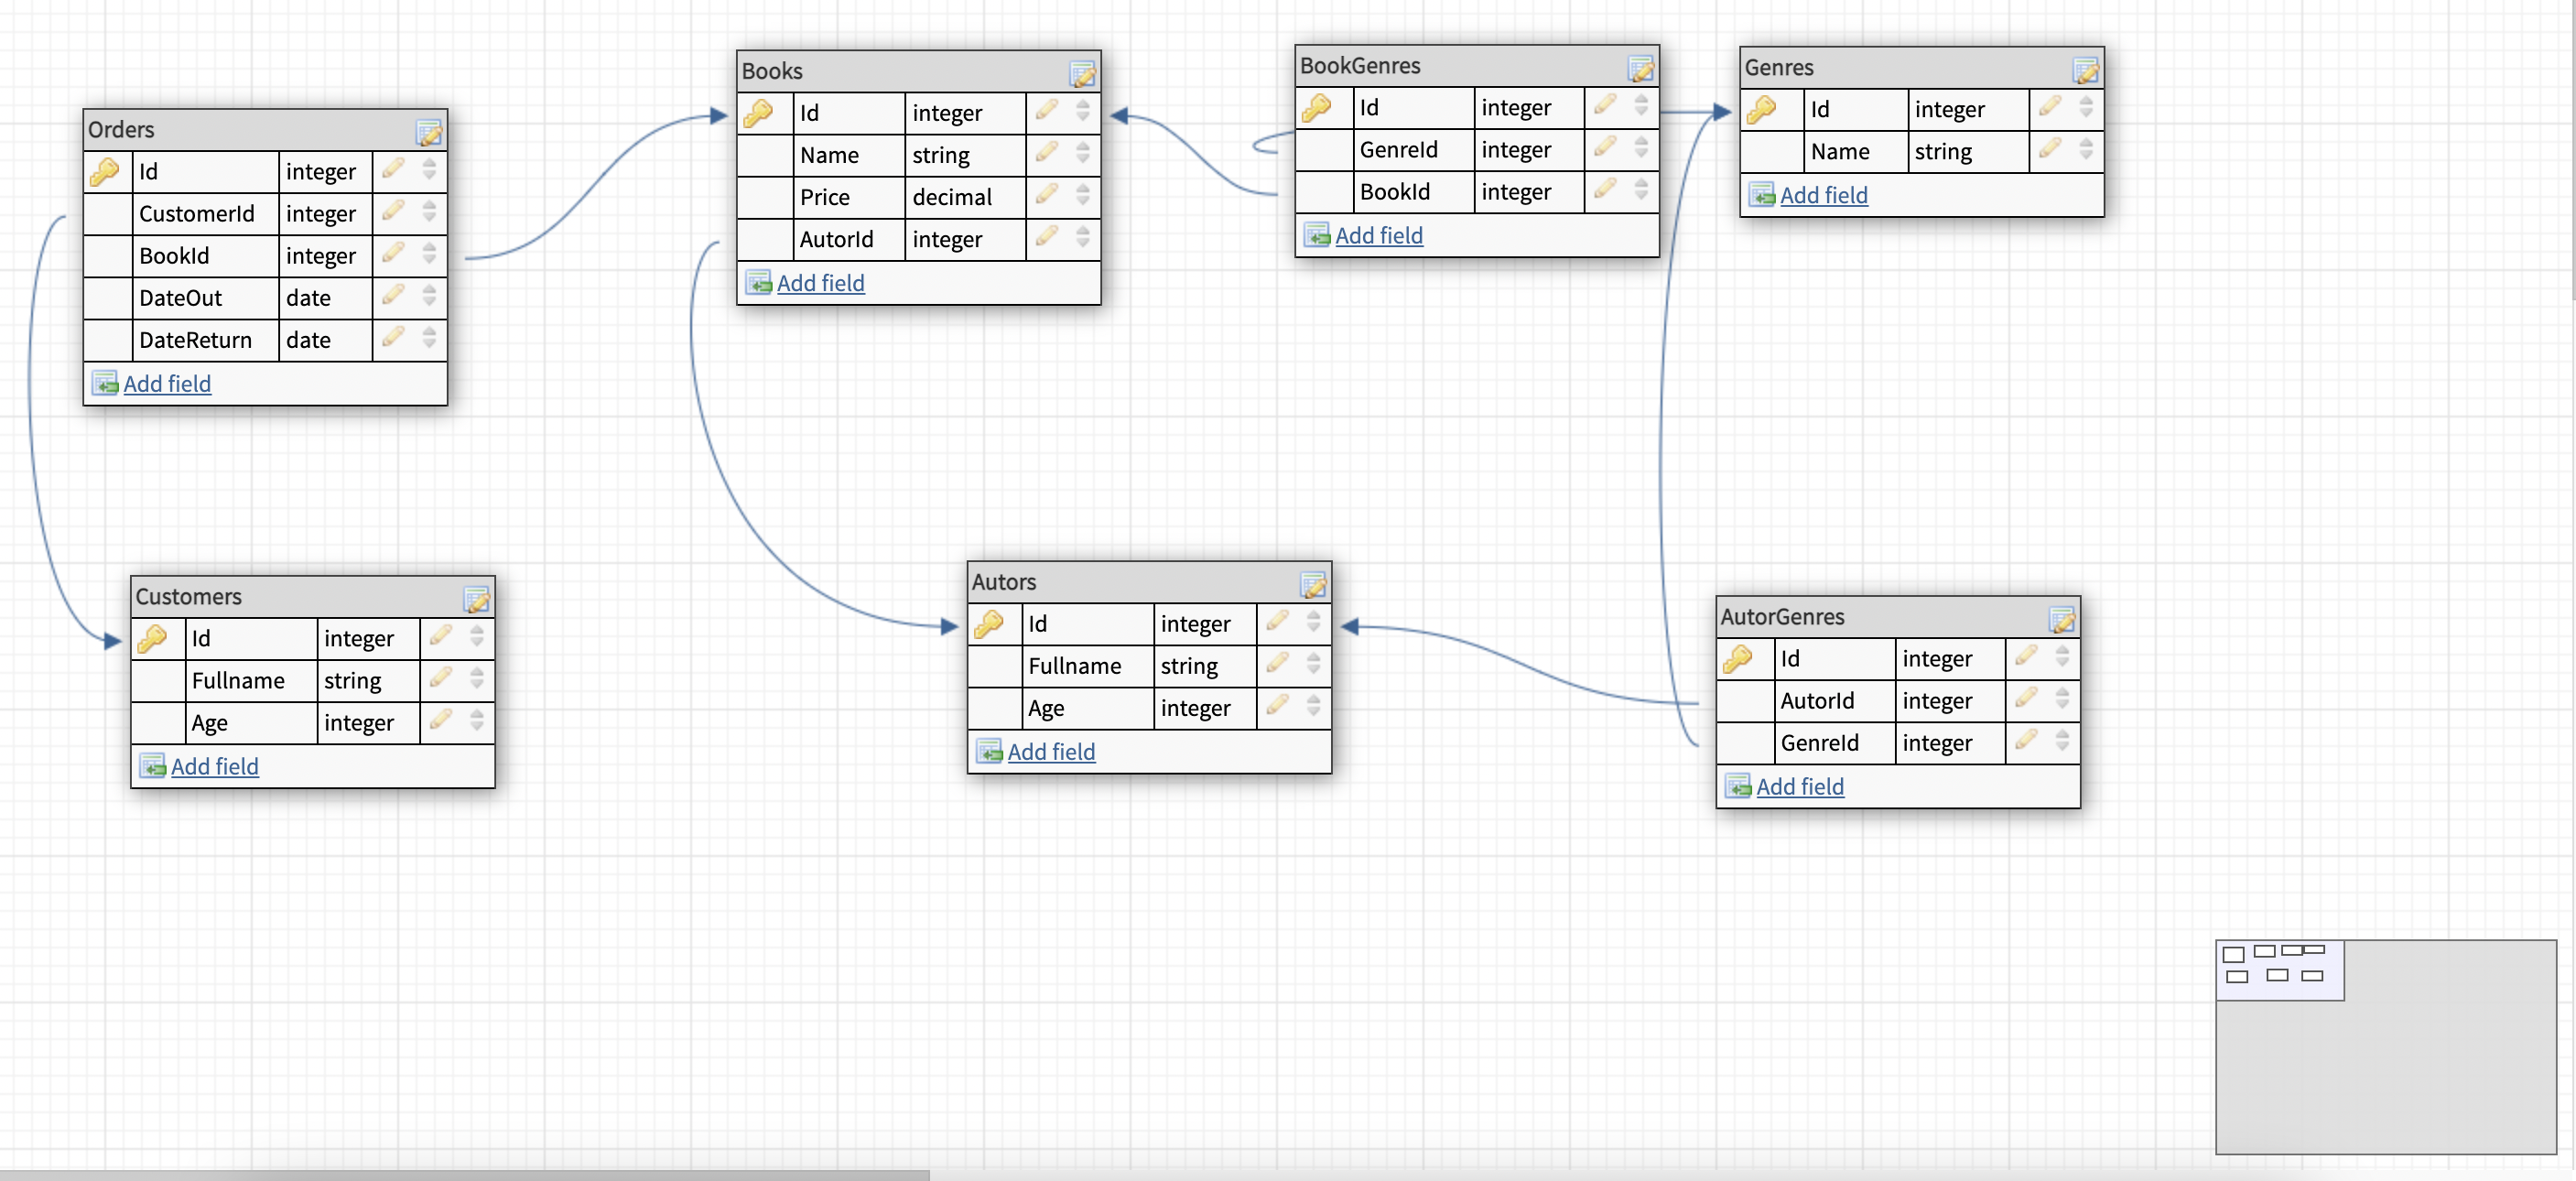 Orders
Id integer
CustomerId integer
BookId integer
DateOut date
DateReturn date
Add field
Books
Id integer
Name string
Price decimal
AutorId integer
Add field
BookGenres
Id integer
GenreId integer
BookId integer
Add field
Genres
Id integer
Name string
Add field
Customers
Id integer
Fullname string
Age integer
Add field
Autors
Id integer
Fullname string
Age integer
Add field
AutorGenres
Id integer
AutorId integer
GenreId integer
Add field